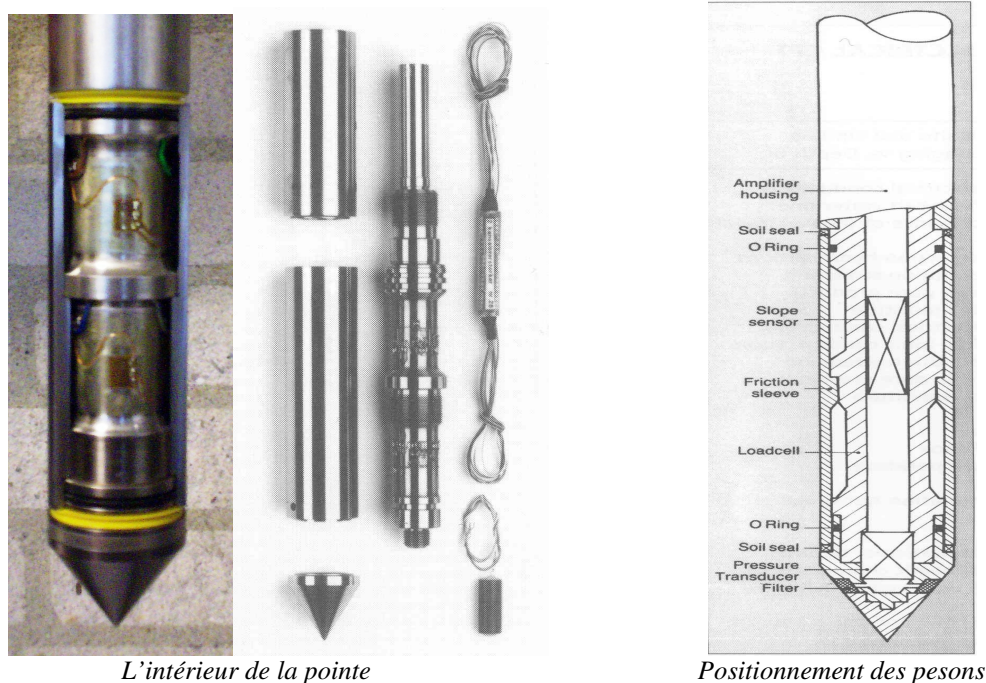 Amplifier
housing
Soil seal
O Ring
Slope
sensor
Friction
sleeve
Loadcell
O Ring
Soil seal
Pressure
Transducer
Filter
L'intérieur de la pointe
Positionnement des pesons